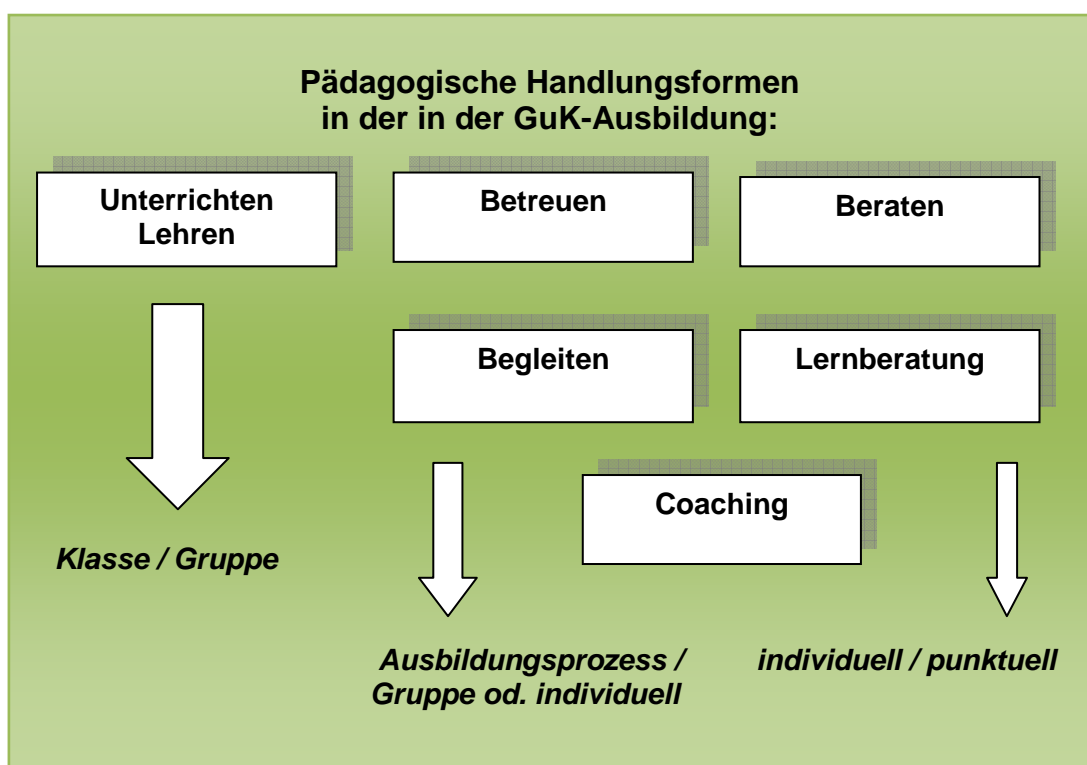 Pädagogische Handlungsformen
in der in der GuK-Ausbildung:
Unterrichten
Lehren
Betreuen
Beraten
Begleiten
Lernberatung
Coaching
Klasse / Gruppe
Ausbildungsprozess /
Gruppe od. individuell
individuell / punktuell